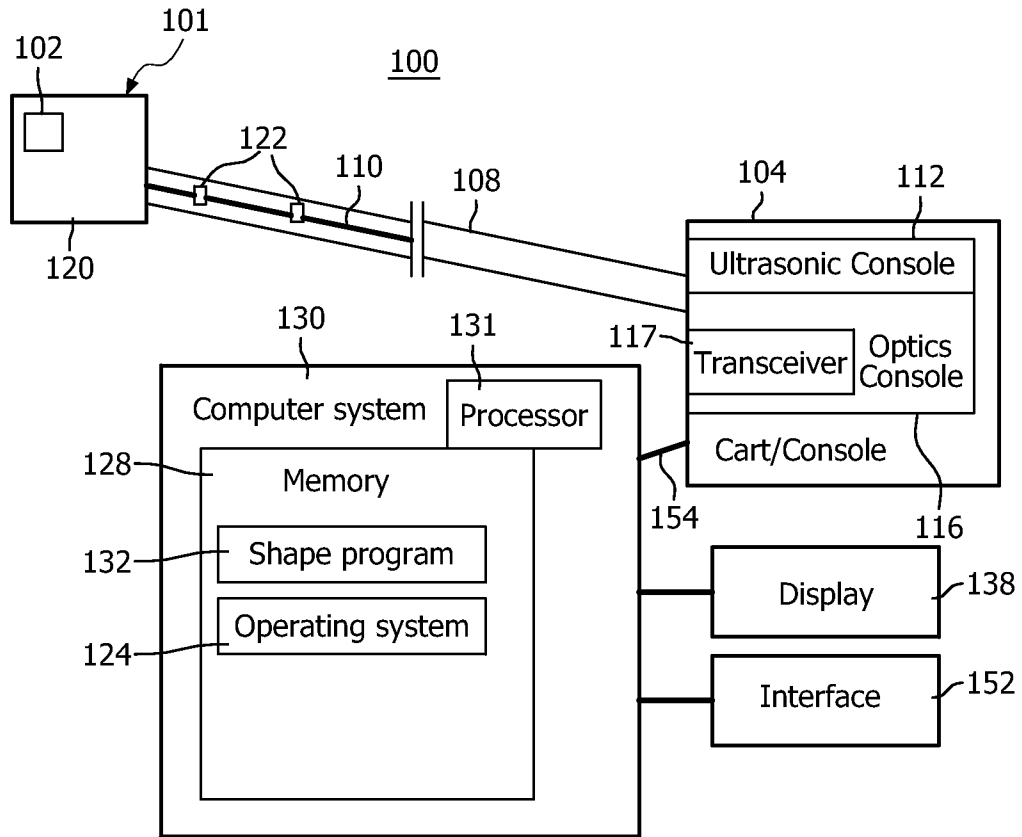 101
102
100
122
110
108
104
112
120
Ultrasonic Console
117
Transceiver
Optics
Console
Cart/Console
130
131
Computer system
Processor
128
Memory
154
116
132
Shape program
Display
138
124
Operating system
Interface
152